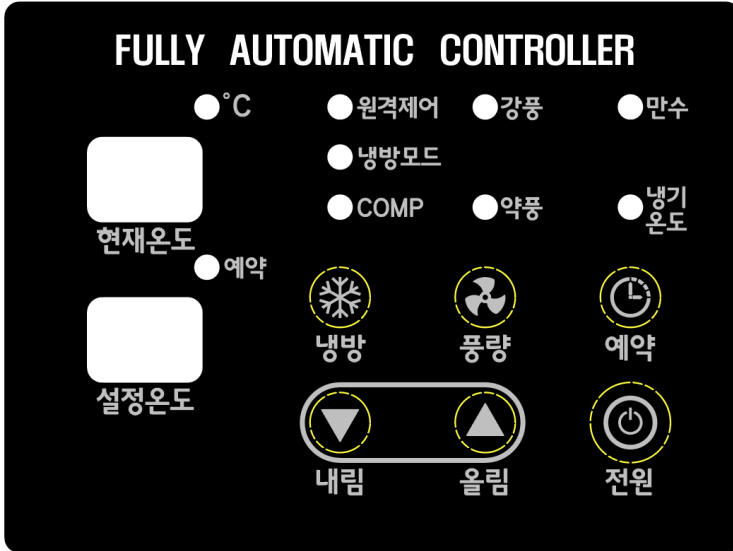 FULLY AUTOMATIC CONTROLLER
°C
원격제어
강풍
만수
냉방모드
COMP
약풍
냉기
온도
현재온도
예약
냉방
풍량
예약
설정온도
내림
올림
전원